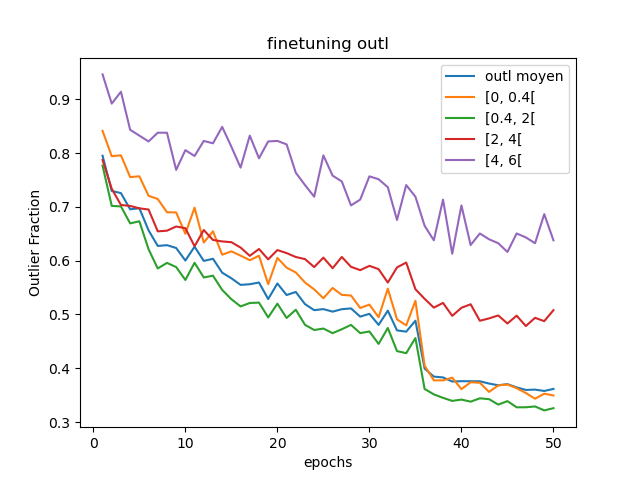 finetuning outl
outl moyen
[0, 0.4[
[0.4, 2[
[2, 4[
[4, 6[
Outlier Fraction
0.9
0.8
0.7
0.6
0.5
0.4
0.3
0 10 20 30 40 50
epochs